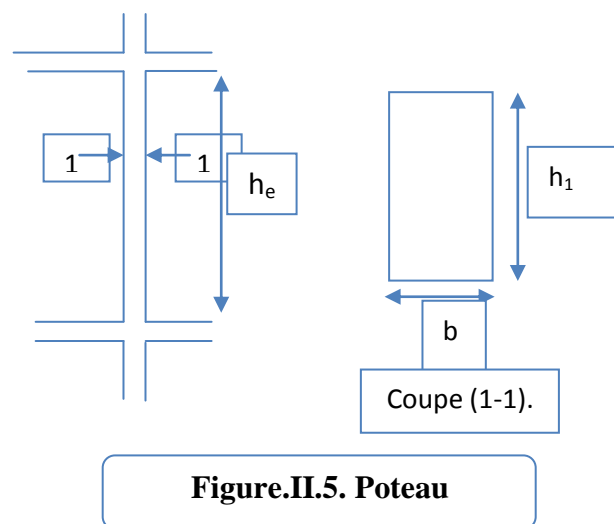 1
1
hₑ
h₁
b
Coupe (1-1).
Figure.II.5. Poteau